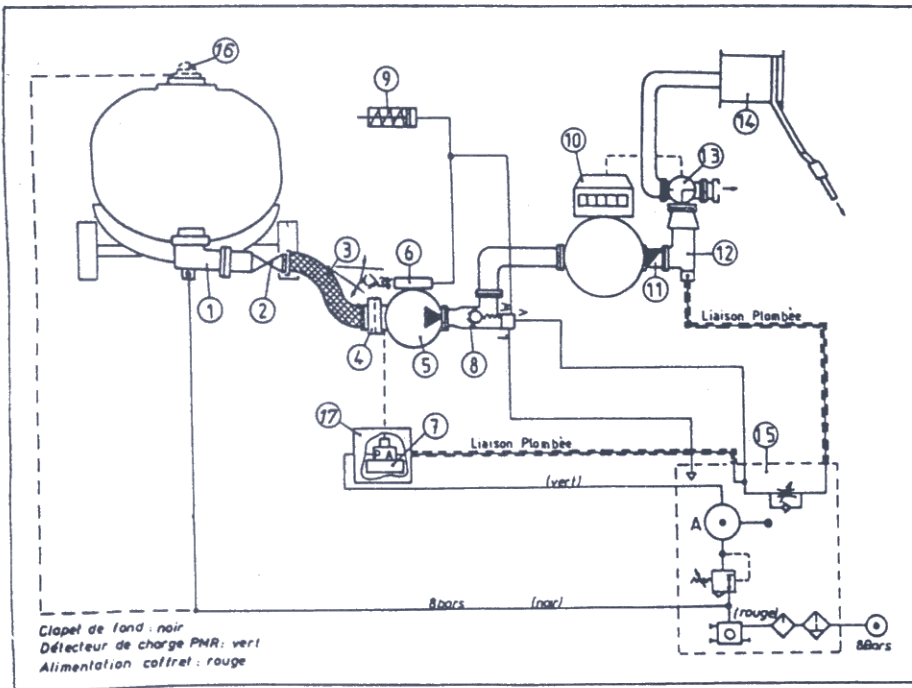 16
9
14
10
13
3
6
12
1
2
11
Liaison Plombée
4
5
8
17
7
15
Liaison Plombée
P A
(vert)
A
8bars (noir)
(rouge)
8Bars
Clapet de fond : noir
Détecteur de charge PMR : vert
Alimentation coffret : rouge